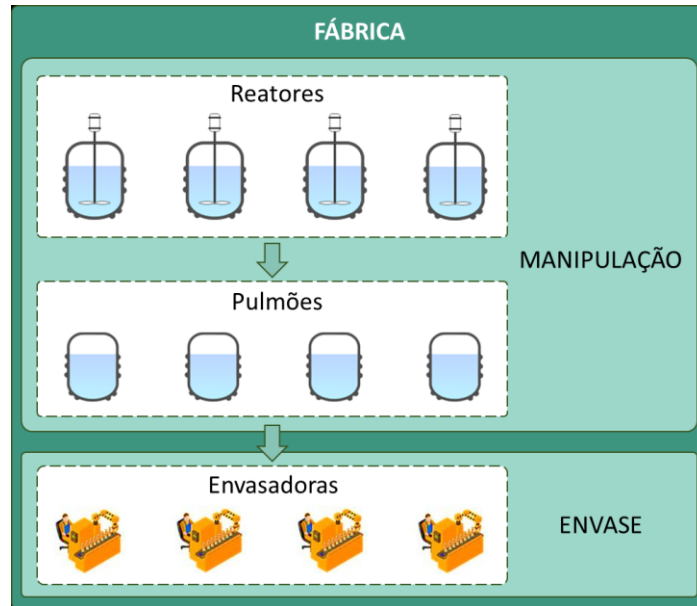 FÁBRICA
Reatores
MANIPULAÇÃO
Pulmões
Envasadoras
ENVASE